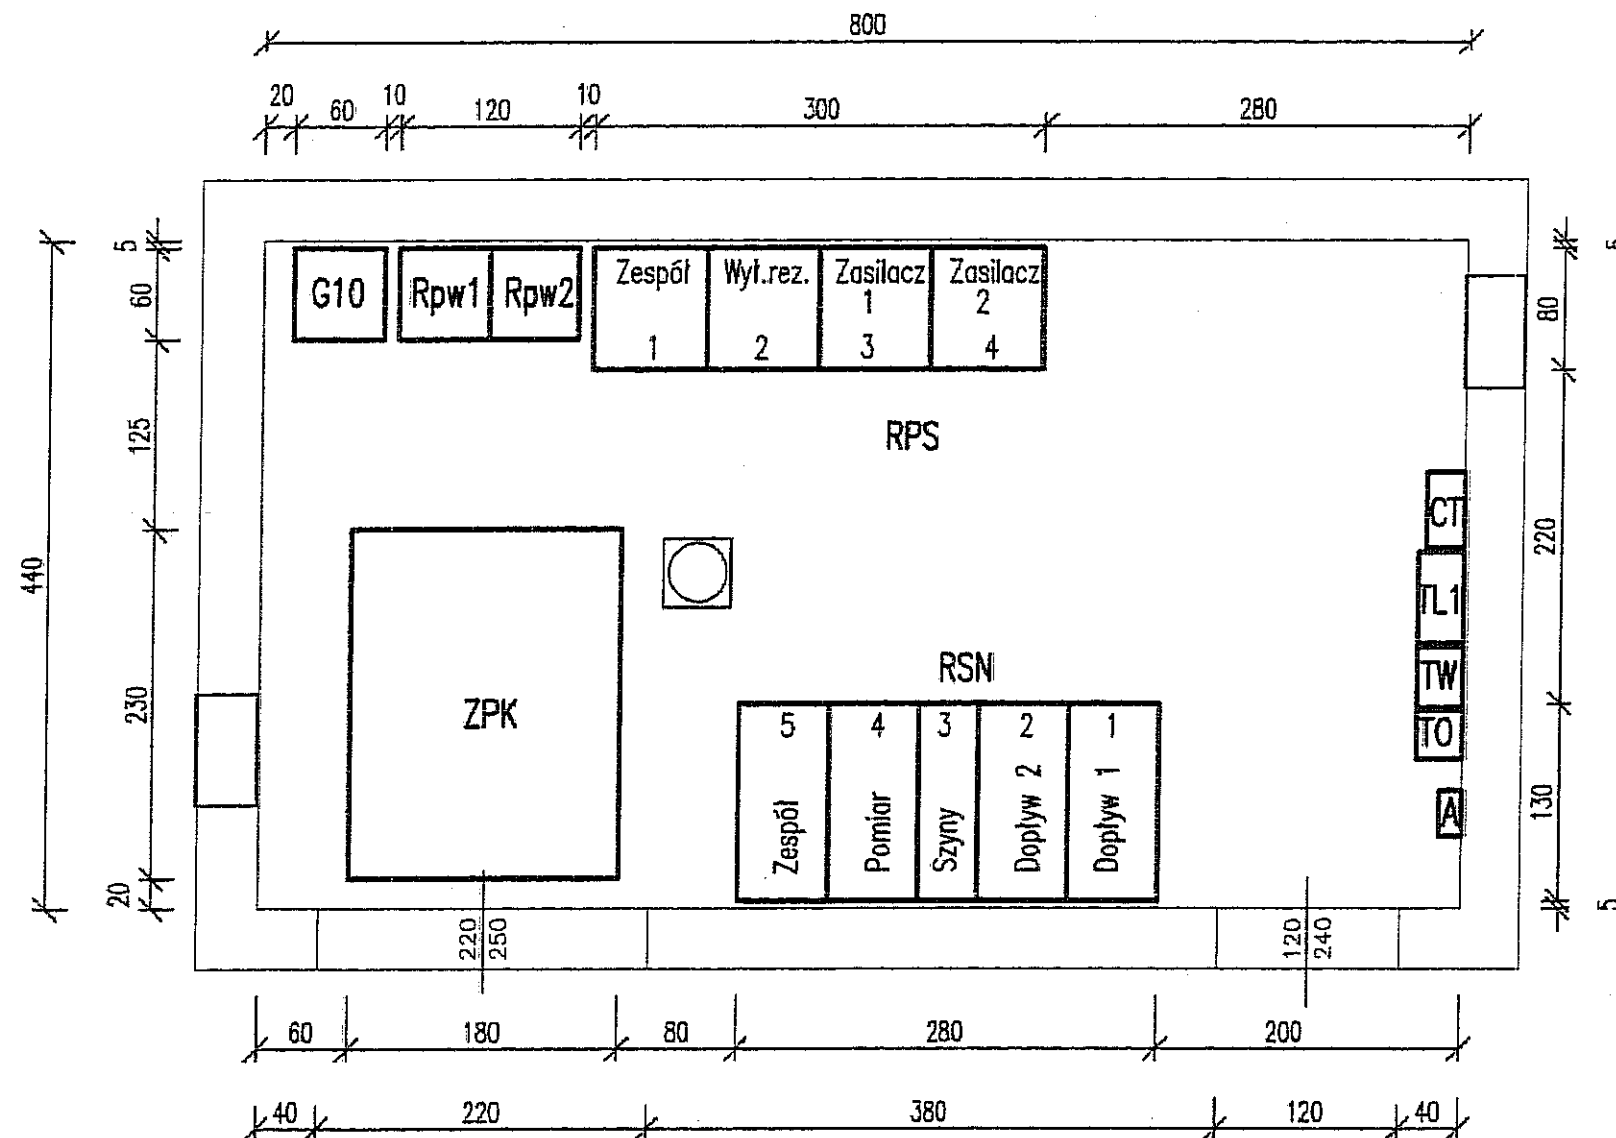 800
20 60 10 120 10 300 280
5
60
125
440
230
20
G10
Rpw1
Rpw2
Zespół
1
Wył.rez.
2
Zasilacz
1
3
Zasilacz
2
4
RPS
5
80
220
130
5
CT
TL1
TW
TO
A
ZPK
RSN
5
Zespół
4
Pomiar
3
Szyny
2
Dopływ 2
1
Dopływ 1
220
250
120
240
60 180 80 280 200
40 220 380 120 40